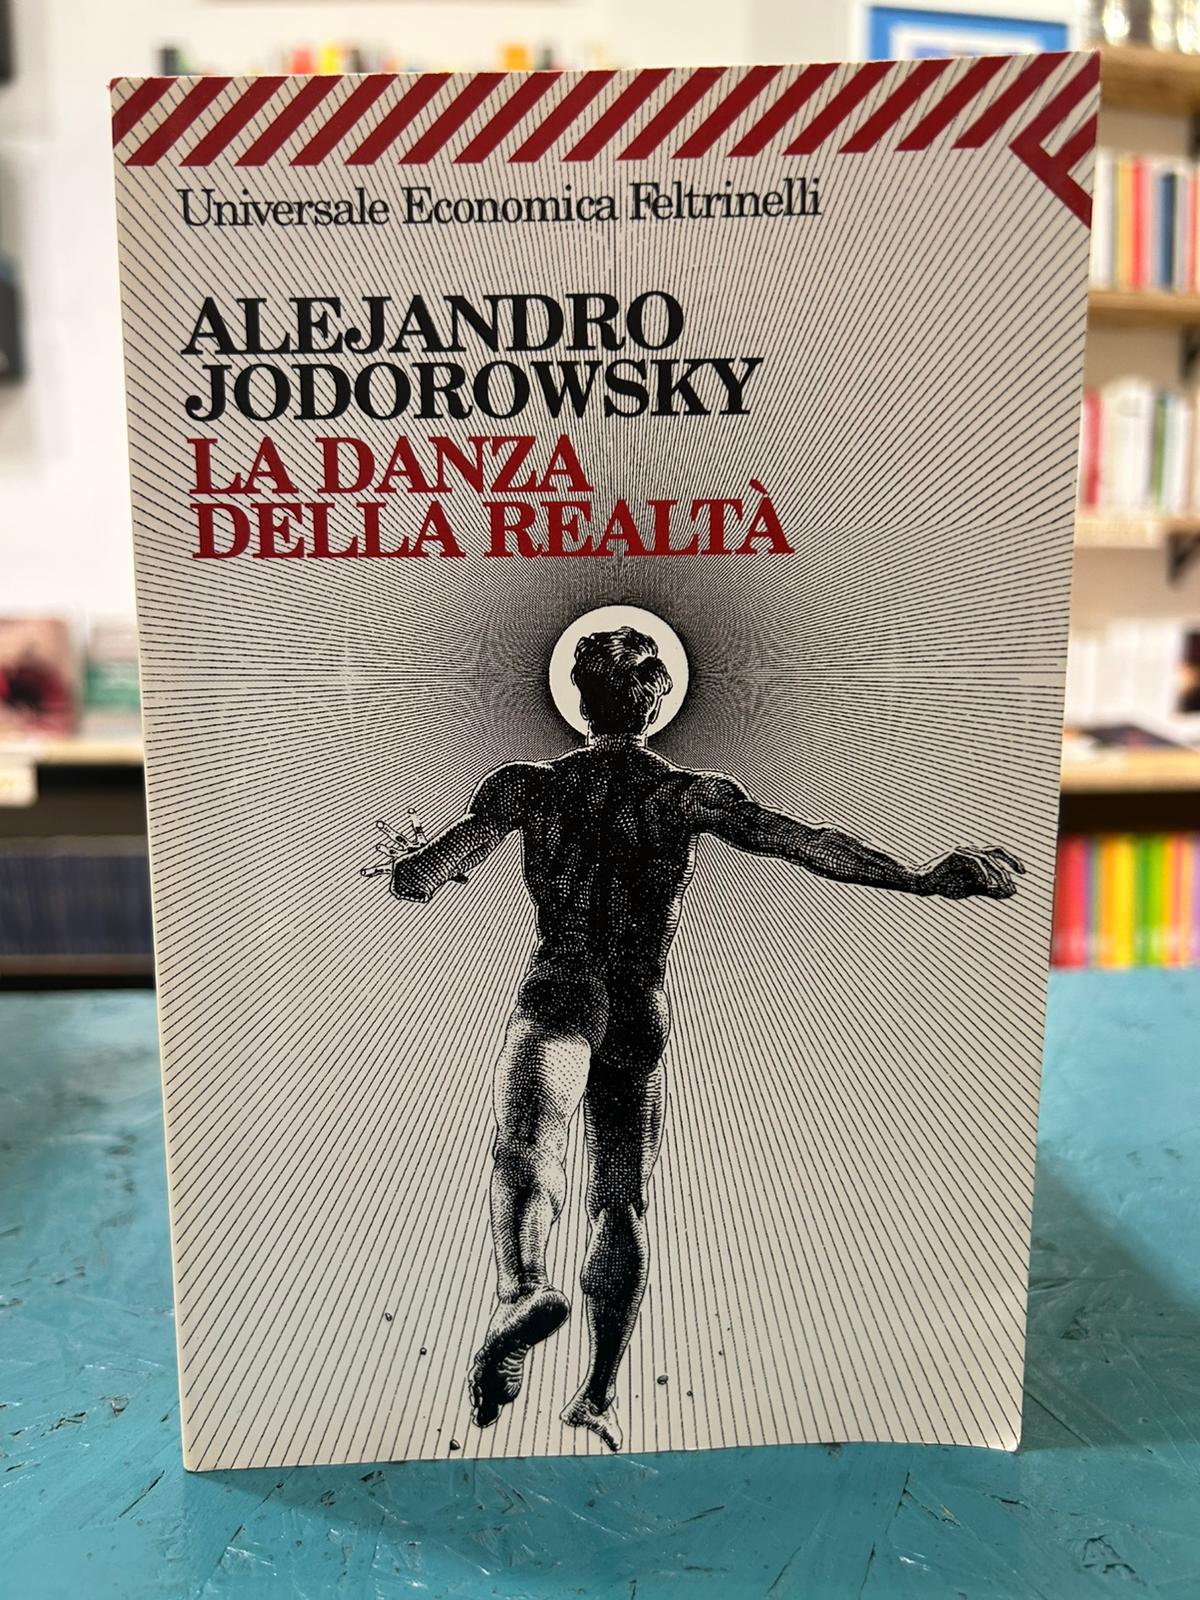 Universale Economica Feltrinelli
ALEJANDRO
JODOROWSKY
LA DANZA
DELLA REALTÀ